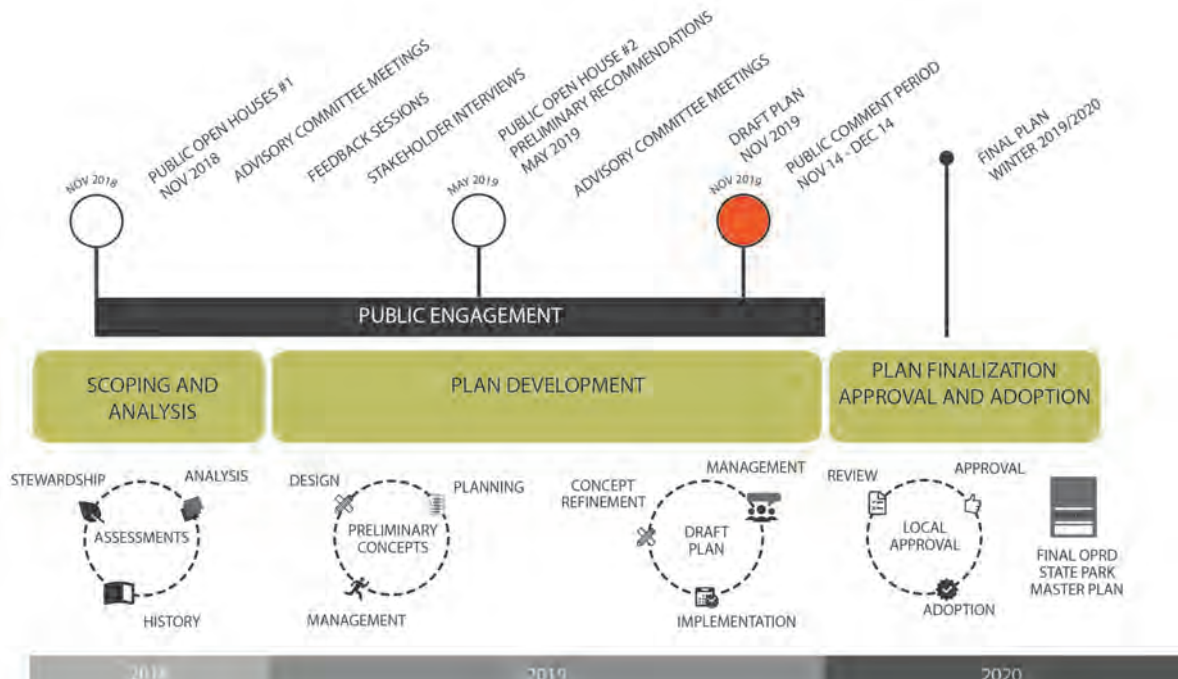 NOV 2018
PUBLIC OPEN HOUSES #1
NOV 2018
ADVISORY COMMITTEE MEETINGS
FEEDBACK SESSIONS
STAKEHOLDER INTERVIEWS
MAY 2019
PUBLIC OPEN HOUSE #2
PRELIMINARY RECOMMENDATIONS
MAY 2019
ADVISORY COMMITTEE MEETINGS
NOV 2019
DRAFT PLAN
NOV 2019
PUBLIC COMMENT PERIOD
NOV 14 - DEC 14
FINAL PLAN
WINTER 2019/2020
PUBLIC ENGAGEMENT
SCOPING AND
ANALYSIS
PLAN DEVELOPMENT
PLAN FINALIZATION
APPROVAL AND ADOPTION
STEWARDSHIP
ANALYSIS
ASSESSMENTS
HISTORY
DESIGN
PLANNING
PRELIMINARY
CONCEPTS
MANAGEMENT
CONCEPT
REFINEMENT
MANAGEMENT
DRAFT
PLAN
IMPLEMENTATION
REVIEW
APPROVAL
LOCAL
APPROVAL
ADOPTION
FINAL OPRD
STATE PARK
MASTER PLAN
2018
2019
2020